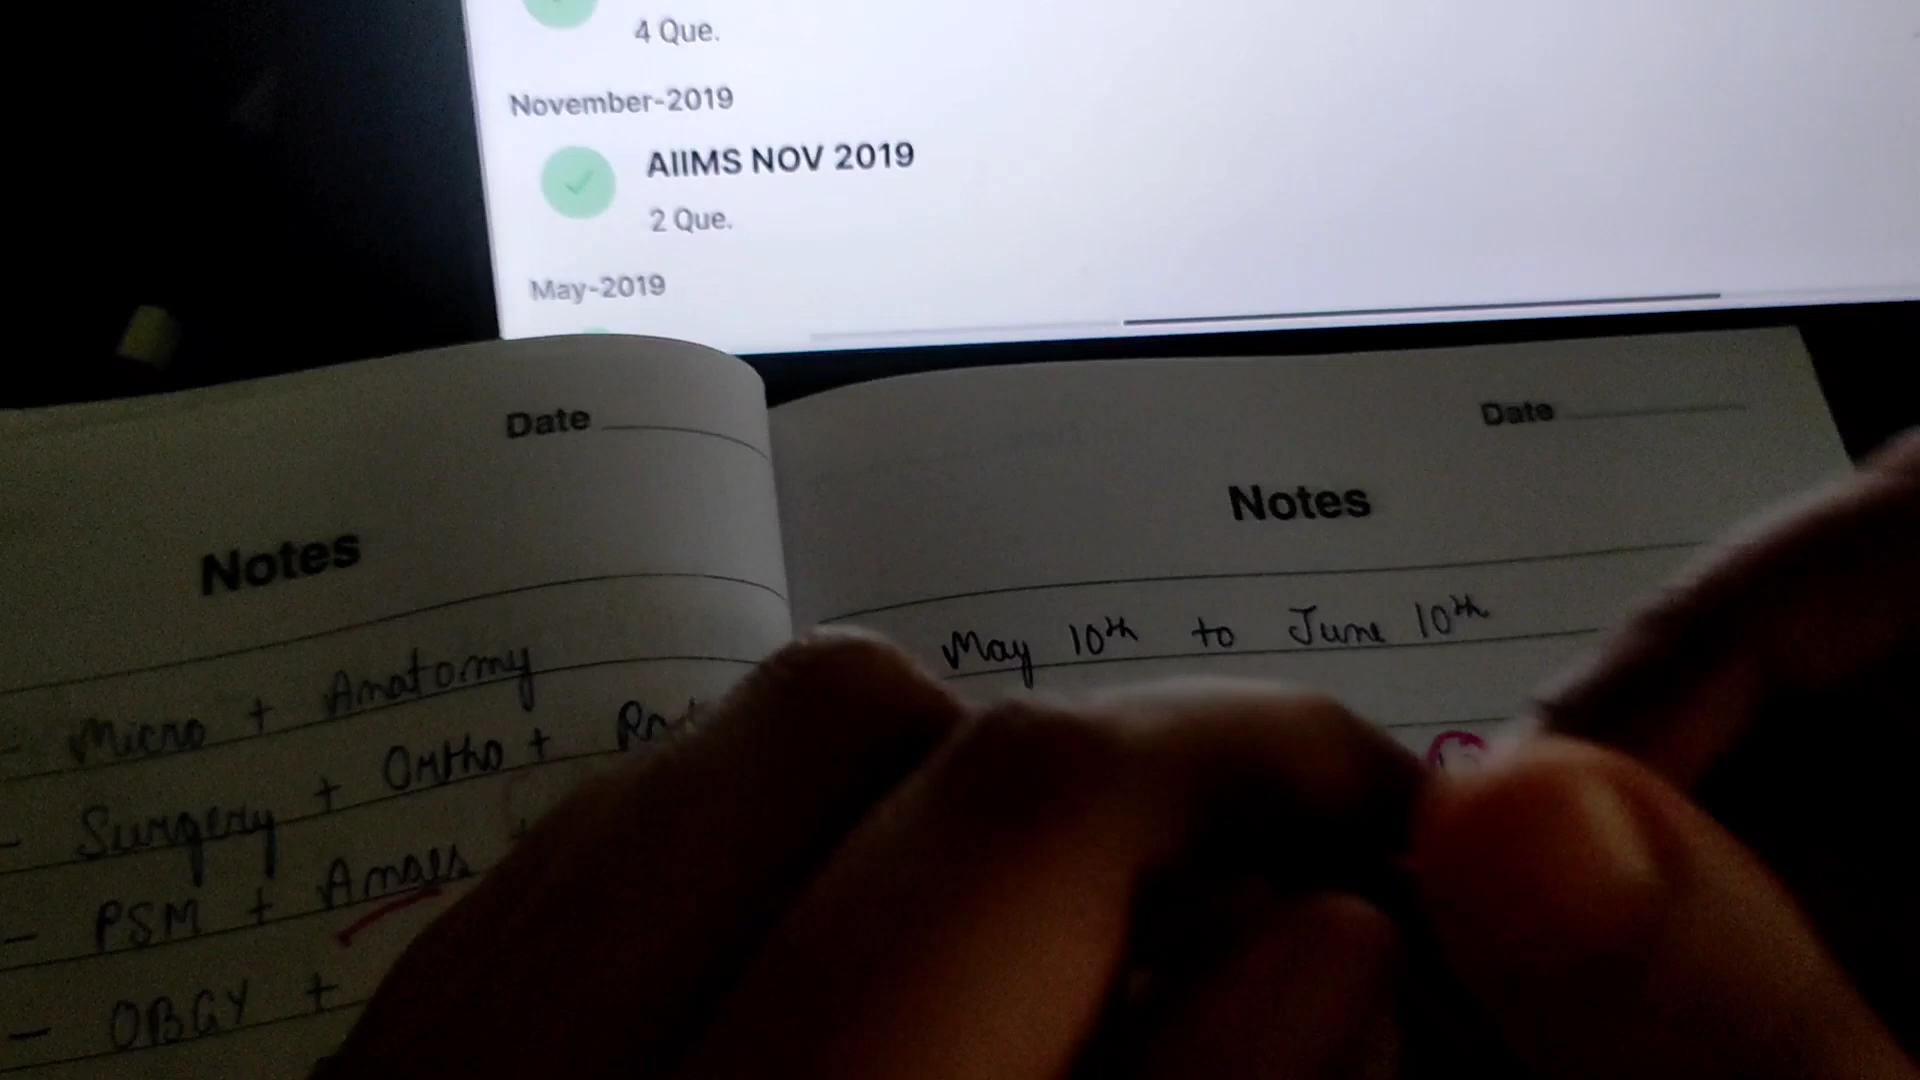 4 Que.
November-2019
AIIMS NOV 2019
2 Que.
May-2019
Date
Notes
- Micro + Anatomy
- Surgery + Ortho +
- PSM + Anaes
- OBGY +
Date
Notes
May 10th to June 10th